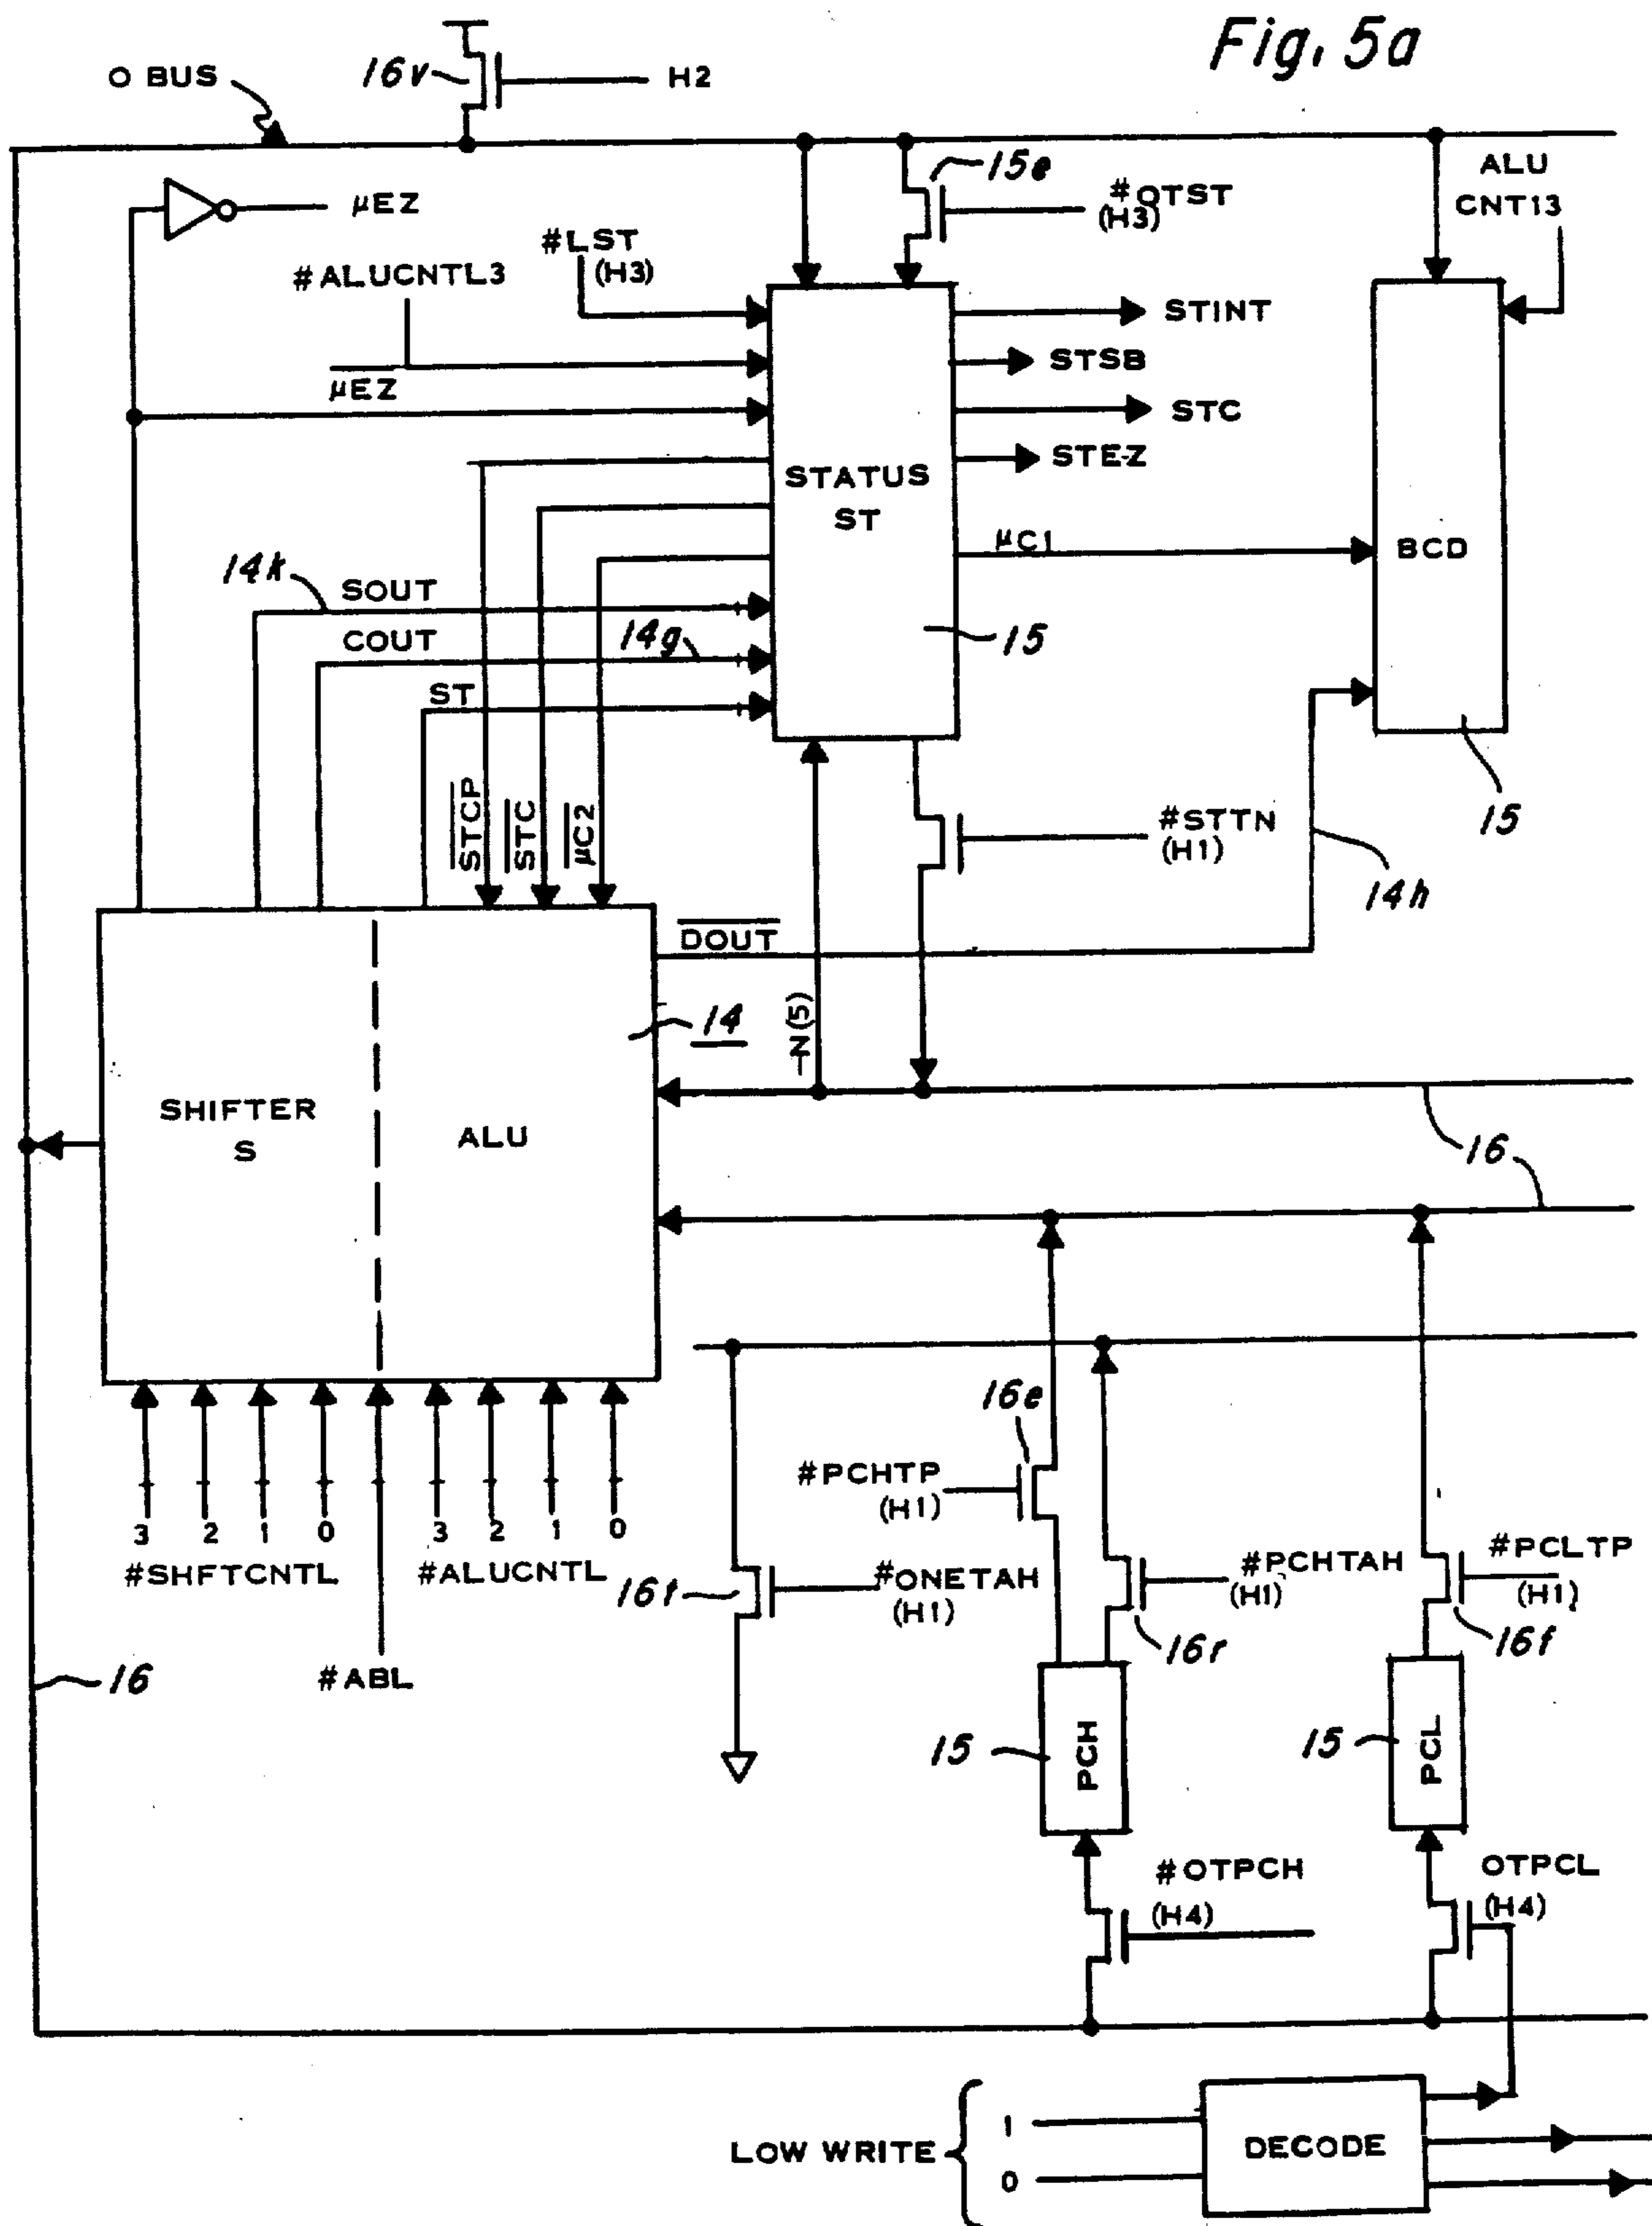 Fig. 5a
O BUS
16v
H2
15e
#OTST
(H3)
ALU
CNT13
µEZ
#LST
(H3)
#ALUCNTL3
µEZ
STINT
STSB
STC
STE-Z
STATUS
ST
µC1
BCD
14k
SOUT
COUT
14g
ST
15
15
STCP
STC
µC2
#STTN
(H1)
14h
DOUT
14
N(5)
SHIFTER
S
ALU
16
16e
#PCHTP
(H1)
3 2 1 0 3 2 1 0
#SHFTCNTL
#ALUCNTL
#ABL
16t
#ONETAH
(H1)
#PCHTAH
(H1)
16r
#PCLTP
(H1)
16f
16
15
PCH
15
PCL
#OTPCH
(H4)
OTPCL
(H4)
LOW WRITE
1
0
DECODE